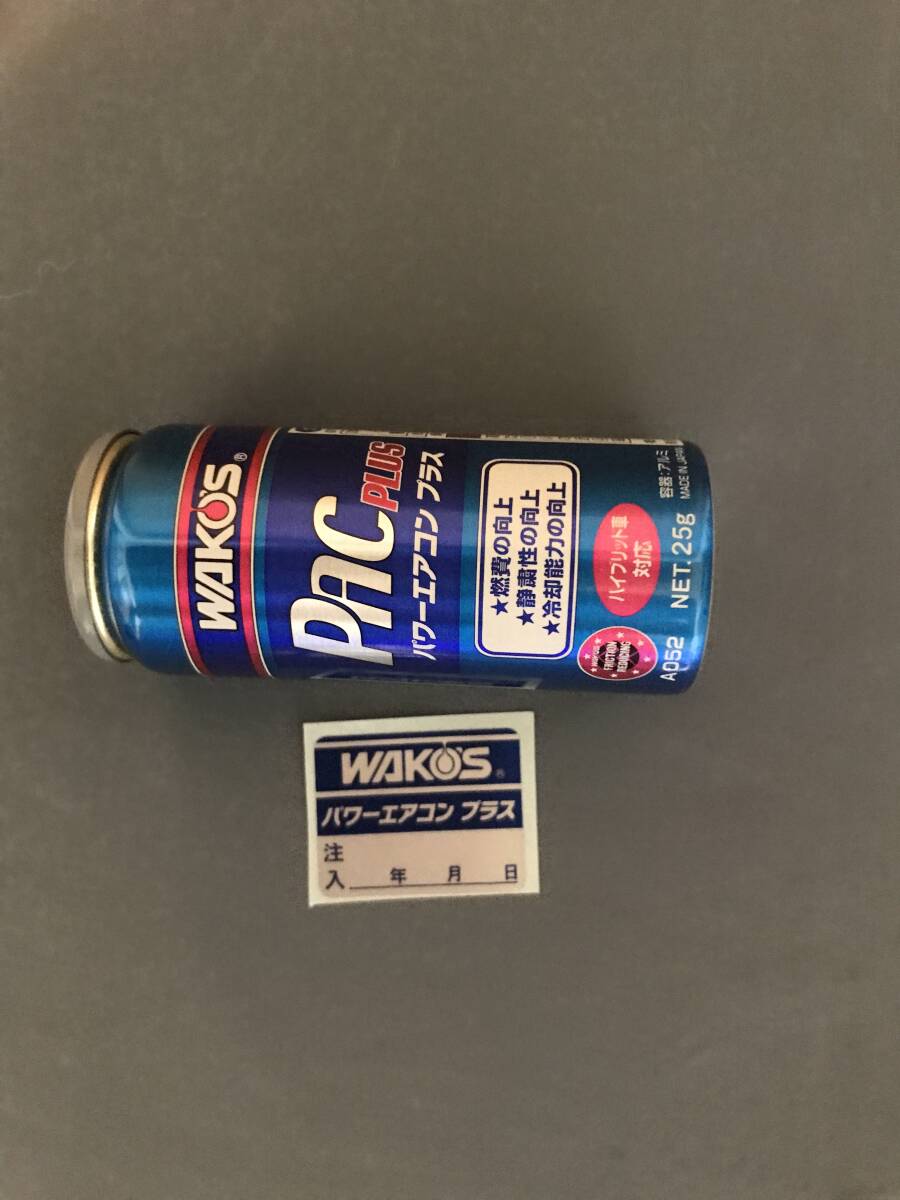 WAKO'S®
PAC PLUS
パワーエアコン プラス
★燃費の向上
★静粛性の向上
★冷却能力の向上
ハイブリッド車
対応
FRICTION
REDUCING
A052 NET.25g
容器:アルミ
MADE IN JAPAN
WAKO'S®
パワーエアコン プラス
注
入 年 月 日